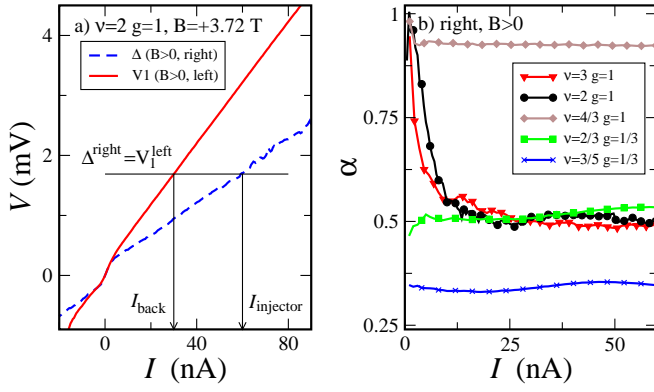 a) ν=2 g=1, B=+3.72 T
Δ (B>0, right)
V1 (B>0, left)
Δ^right=V_1^left
I_back
I_injector
4
2
0
V (mV)
0
40
80
I (nA)
b) right, B>0
ν=3 g=1
ν=2 g=1
ν=4/3 g=1
ν=2/3 g=1/3
ν=3/5 g=1/3
1
0.75
0.5
0.25
α
0
25
50
I (nA)